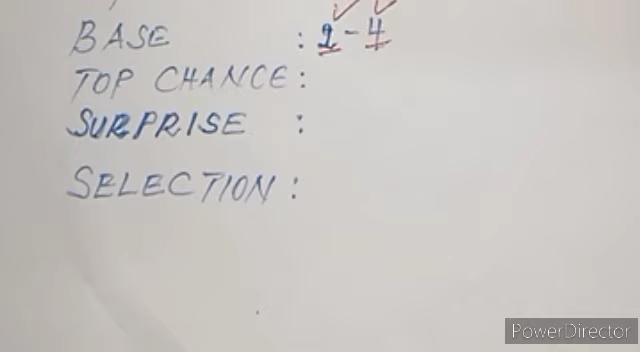 BASE : 2-4
TOP CHANCE:
SURPRISE :
SELECTION:
PowerDirector